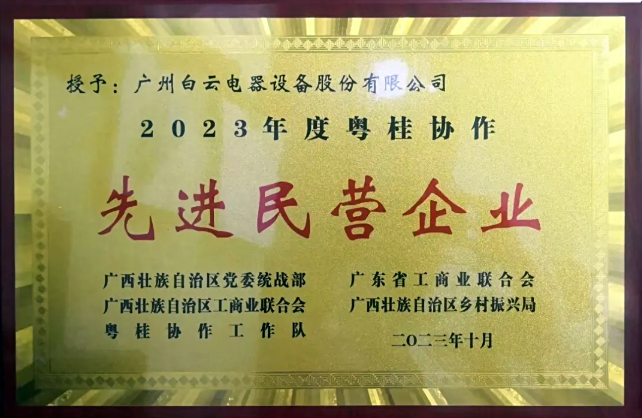 授予：广州白云电器设备股份有限公司
2023年度粤桂协作
先进民营企业
广西壮族自治区党委统战部
广西壮族自治区工商业联合会
粤桂协作工作队
广东省工商业联合会
广西壮族自治区乡村振兴局
二〇二三年十月